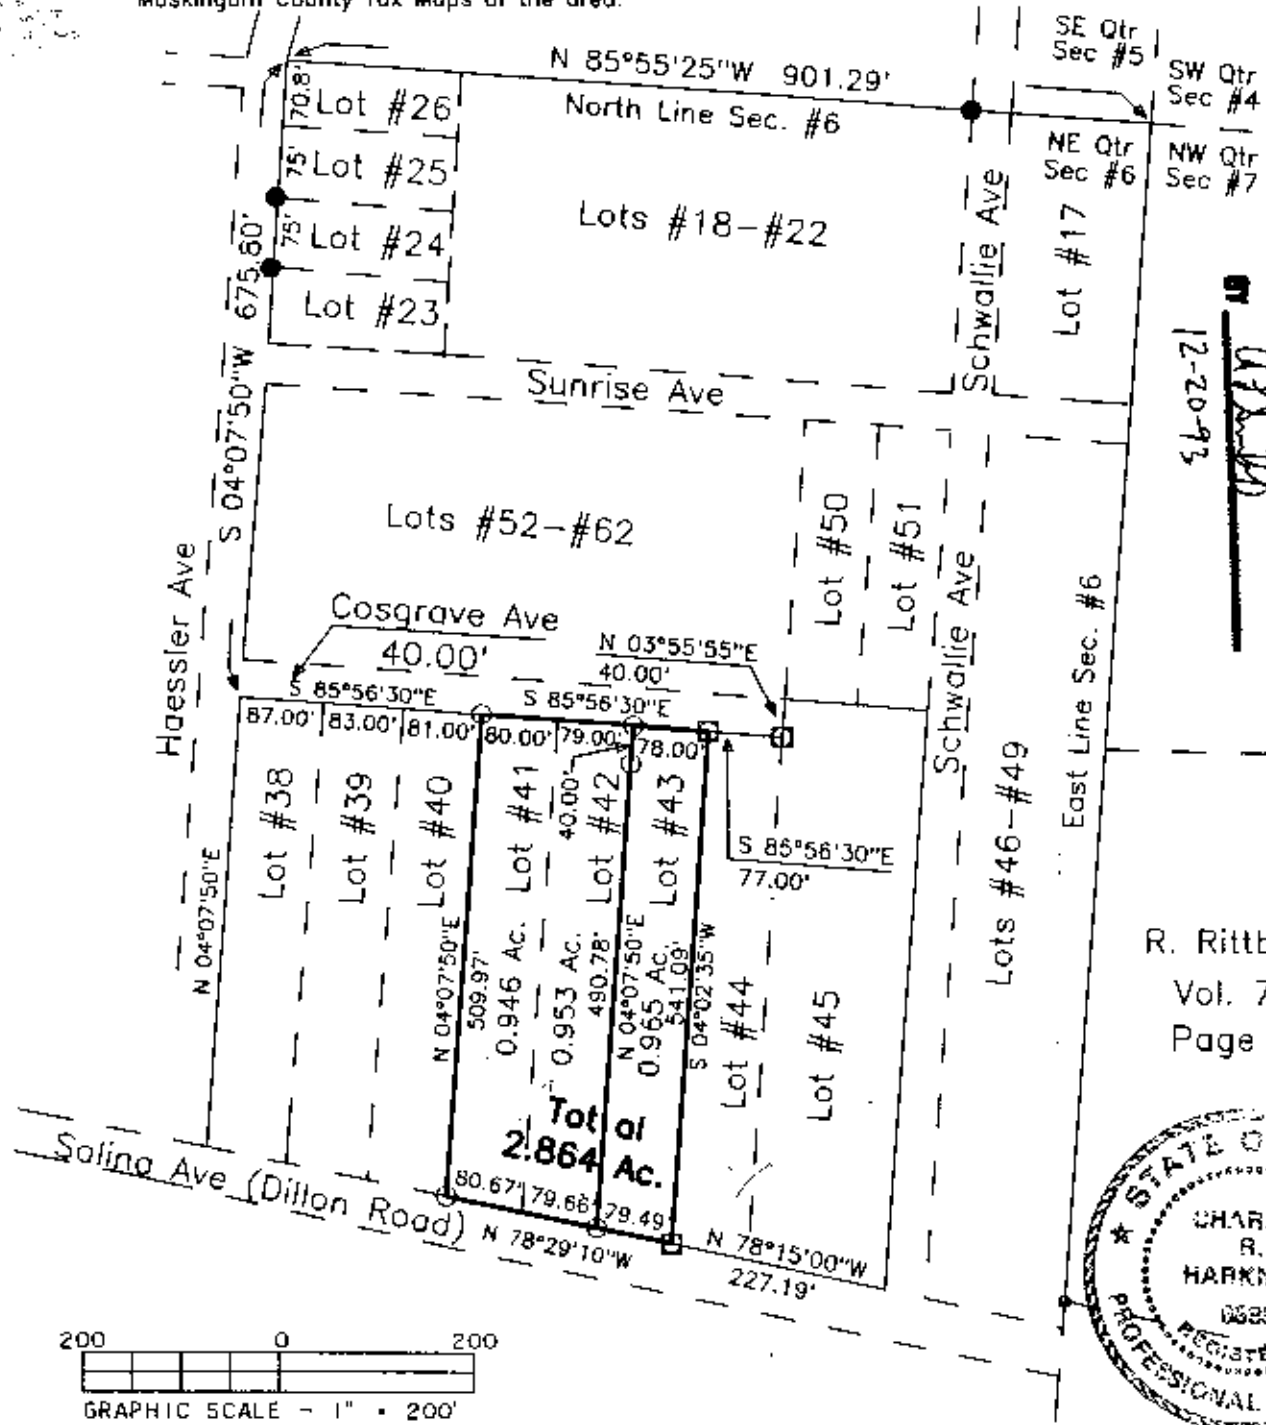 Muskingum County Tax Maps of the area.
N 85°55'25"W 901.29'
North Line Sec. #6
SE Qtr
Sec #5
SW Qtr
Sec #4
NE Qtr
Sec #6
NW Qtr
Sec #7
70.8'
Lot #26
75'
Lot #25
75'
Lot #24
Lot #23
Lots #18-#22
Schwallie Ave
Lot #17
12-20-93
S 04°07'50"W 675.80'
Sunrise Ave
Lots #52-#62
Lot #50
Lot #51
Schwallie Ave
East Line Sec. #6
Haessler Ave
Cosgrave Ave
40.00'
N 03°55'55"E
40.00'
S 85°56'30"E
S 85°56'30"E
87.00'
83.00'
81.00'
80.00'
79.00'
78.00'
Lot #38
Lot #39
Lot #40
Lot #41
40.00'
Lot #42
Lot #43
S 85°56'30"E
77.00'
N 04°07'50"E
N 04°07'50"E
509.97'
0.946 Ac.
0.953 Ac.
490.78'
N 04°07'50"E
0.965 Ac.
541.09'
S 04°02'35"W
Lot #44
Lot #45
Lots #46-#49
R. Rittb
Vol. 7
Page
Total
2.864 Ac.
80.67'
79.66'
79.49'
Salina Ave (Dillon Road)
N 78°29'10"W
N 78°15'00"W
227.19'
STATE O
CHAR
R.
HARKN
REGISTE
PROFESSIONAL
200 0 200
GRAPHIC SCALE - 1" = 200'